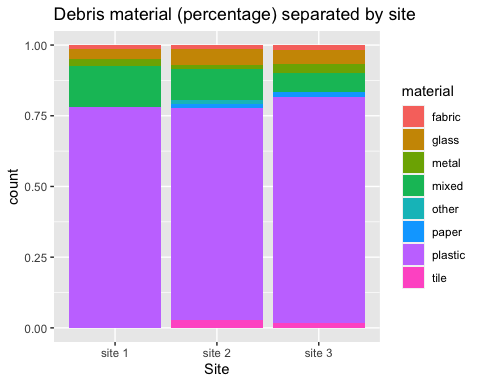 Debris material (percentage) separated by site
1.00
0.75
0.50
0.25
0.00
count
site 1
site 2
site 3
Site
material
fabric
glass
metal
mixed
other
paper
plastic
tile